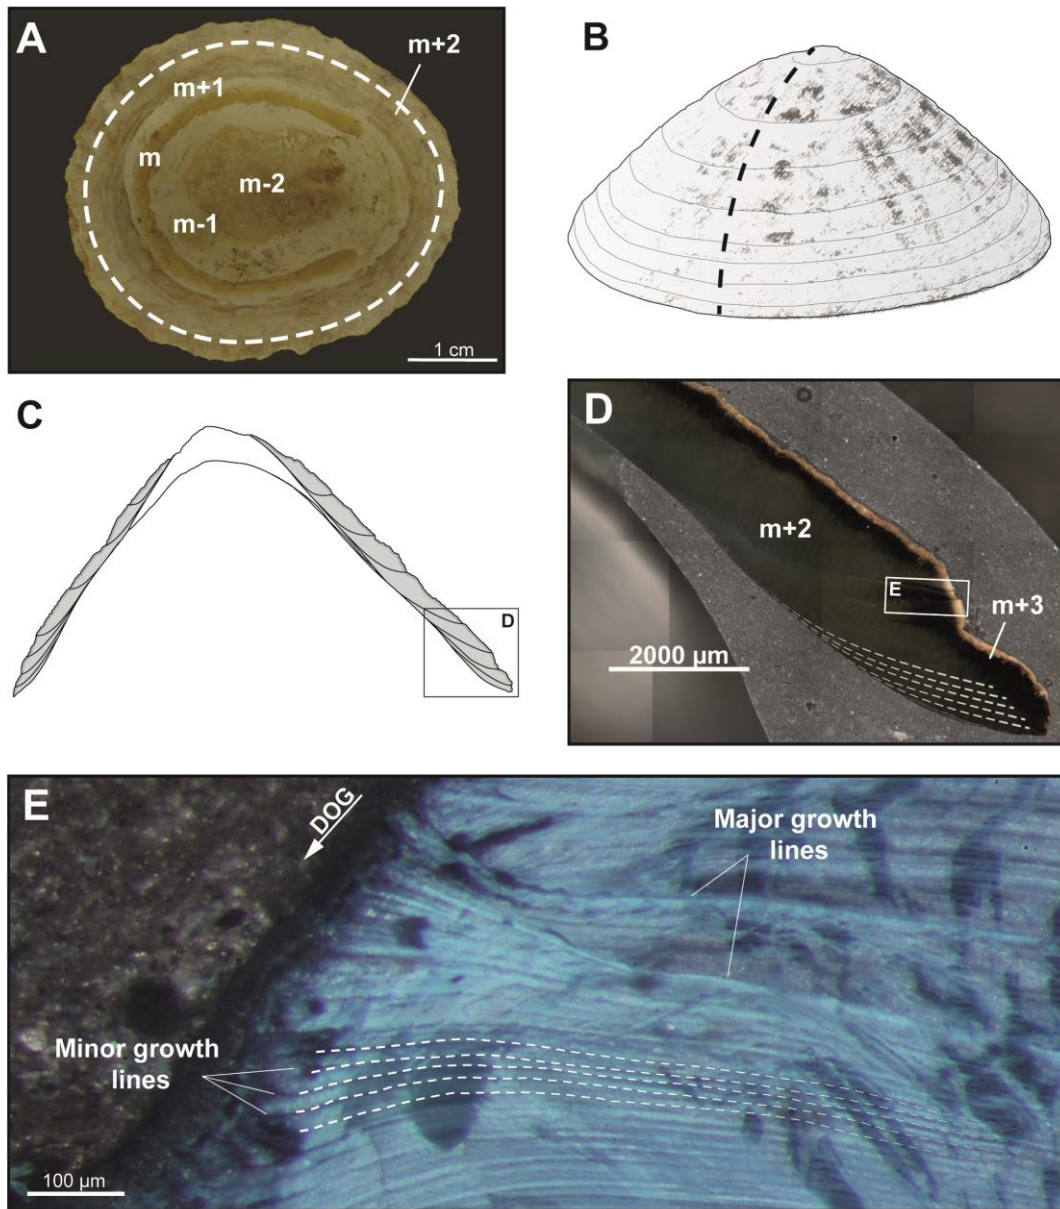 A
m+2
m+1
m
m-2
m-1
1 cm
B
C
D
D
m+2
E
m+3
2000 µm
E
DOG
Major growth
lines
Minor growth
lines
100 µm